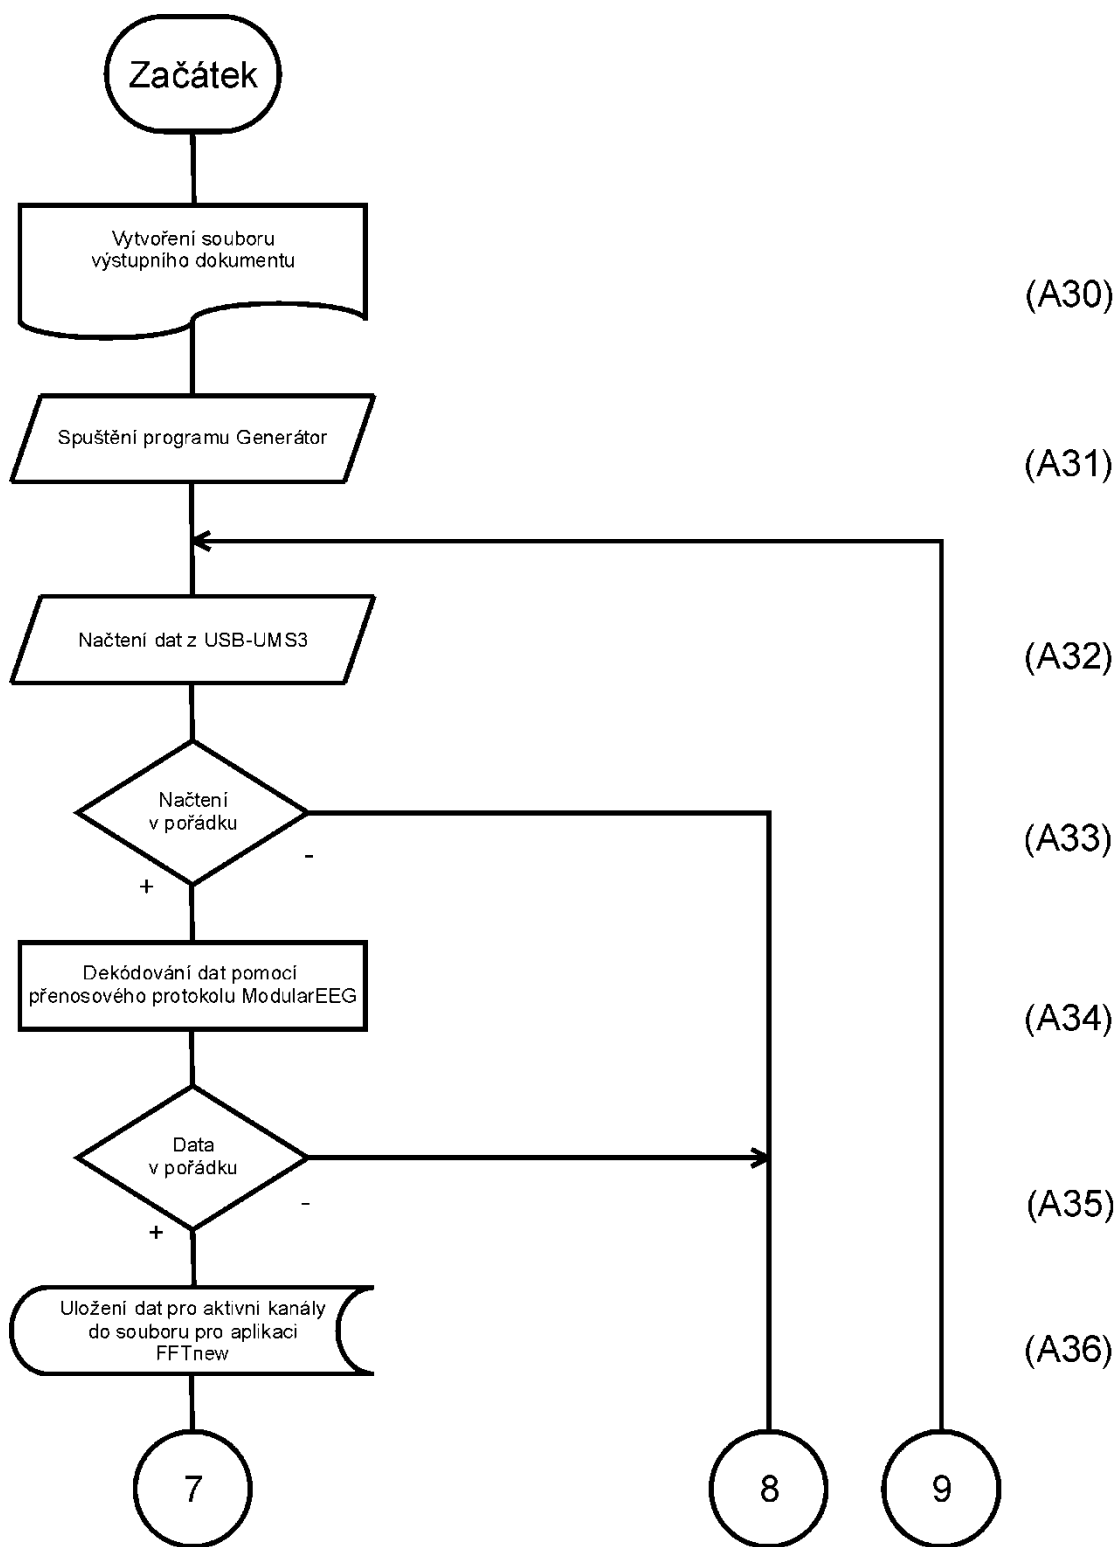 Začátek
Vytvoření souboru
výstupního dokumentu
(A30)
Spuštění programu Generátor
(A31)
Načtení dat z USB-UMS3
(A32)
Načtení
v pořádku
(A33)
-
+
Dekódování dat pomocí
přenosového protokolu ModularEEG
(A34)
Data
v pořádku
(A35)
-
+
Uložení dat pro aktivní kanály
do souboru pro aplikaci
FFTnew
(A36)
7
8
9